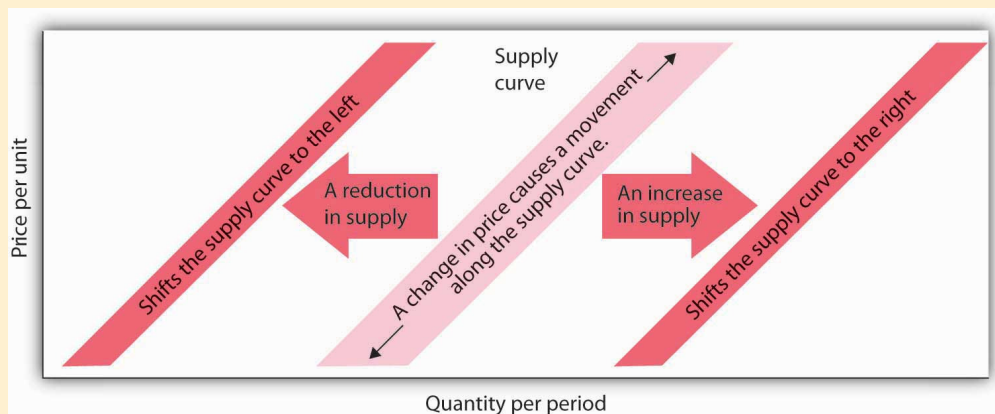 Price per unit
Shifts the supply curve to the left
A reduction
in supply
Supply
curve
A change in price causes a movement
along the supply curve.
An increase
in supply
Shifts the supply curve to the right
Quantity per period